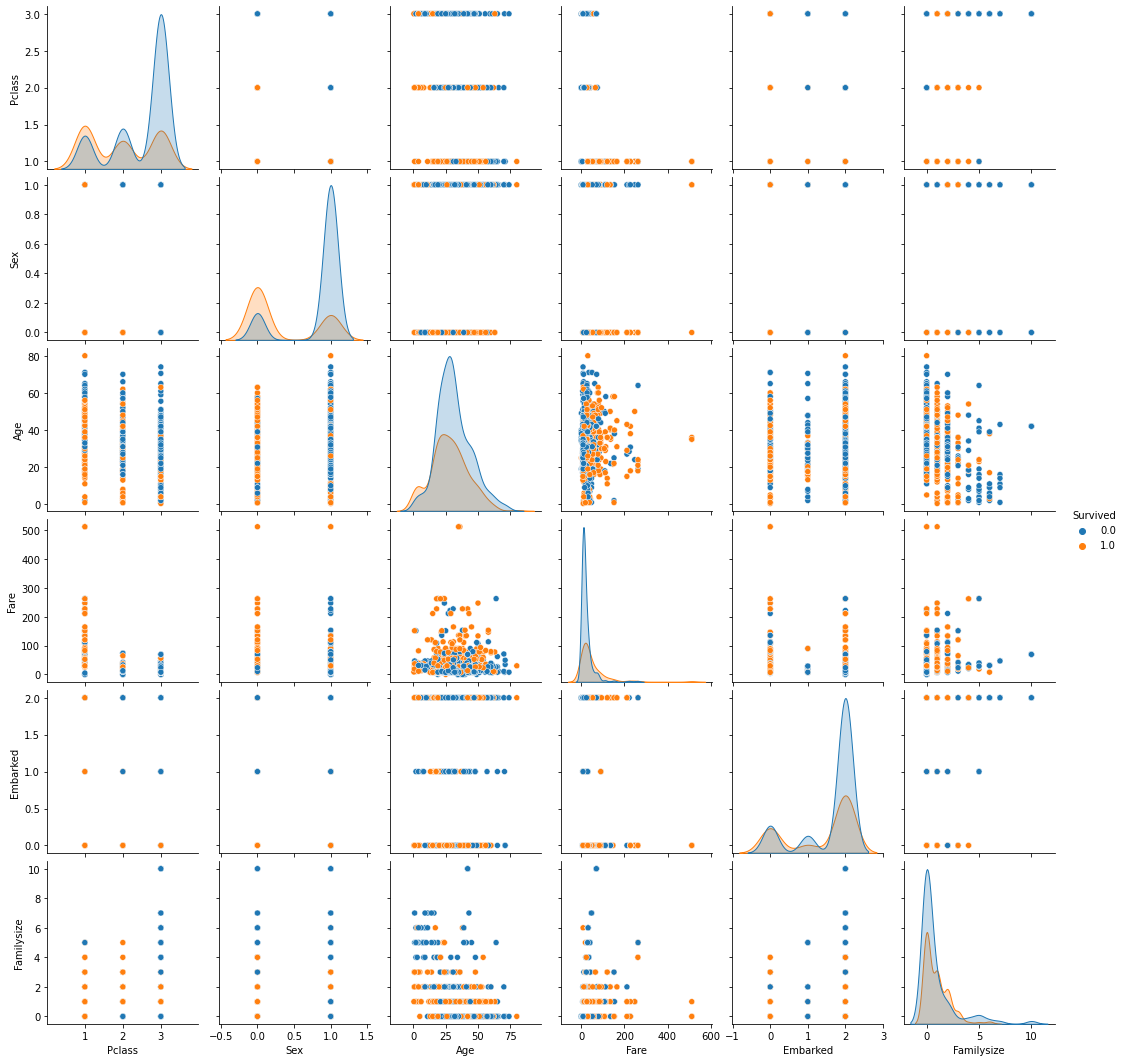 3.0
2.5
2.0
1.5
1.0
Pclass
1.0
0.8
0.6
0.4
0.2
0.0
Sex
80
60
40
20
0
Age
500
400
300
200
100
0
Fare
2.0
1.5
1.0
0.5
0.0
Embarked
10
8
6
4
2
0
Familysize
1 2 3
Pclass
−0.5 0.0 0.5 1.0 1.5
Sex
0 25 50 75
Age
0 200 400 600
Fare
−1 0 1 2 3
Embarked
0 5 10
Familysize
Survived
0.0
1.0